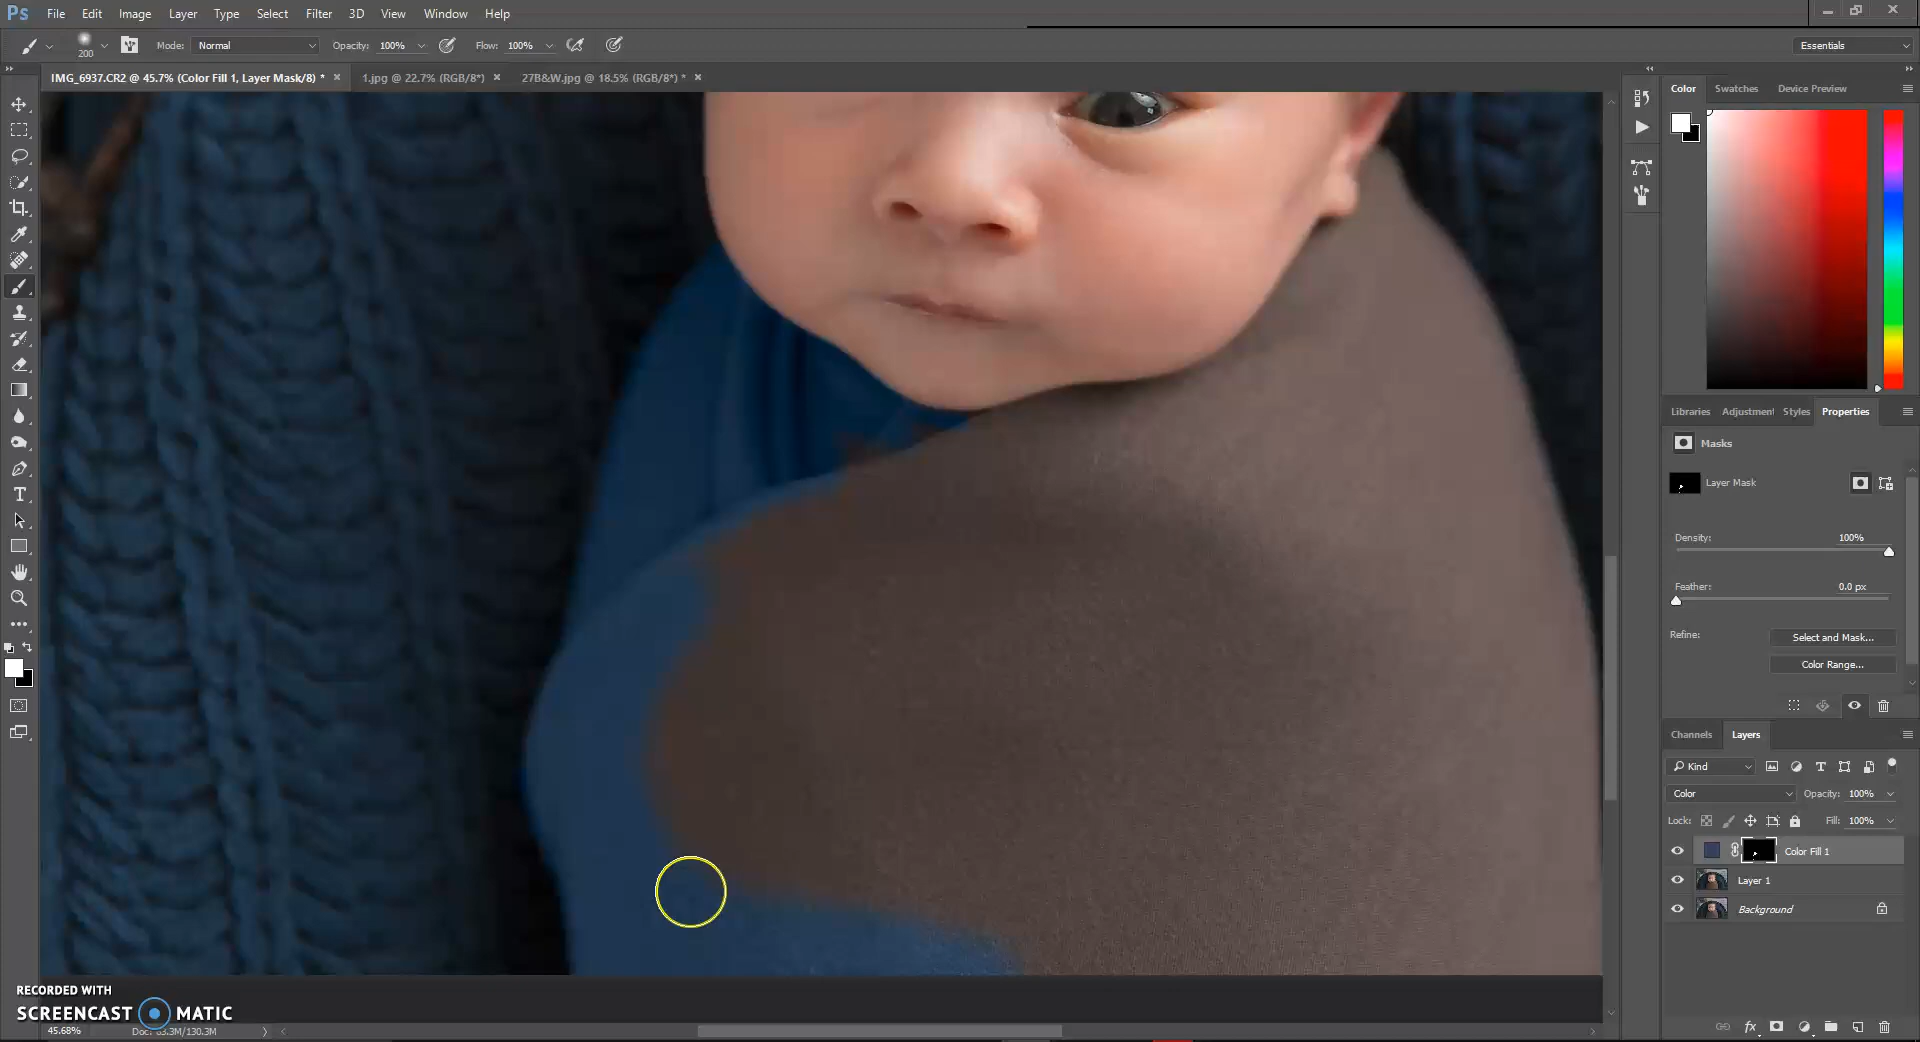 Ps File Edit Image Layer Type Select Filter 3D View Window Help
200 Mode: Normal Opacity: 100% Flow: 100% Essentials
IMG_6937.CR2 @ 45.7% (Color Fill 1, Layer Mask/8) * × 1.jpg @ 22.7% (RGB/8*) × 27B&W.jpg @ 18.5% (RGB/8*) * ×
Color Swatches Device Preview
Libraries Adjustment Styles Properties
Masks
Layer Mask
Density: 100%
Feather: 0.0 px
Refine: Select and Mask...
Color Range...
Channels Layers
Kind
Color Opacity: 100%
Lock: Fill: 100%
Color Fill 1
Layer 1
Background
RECORDED WITH
SCREENCAST MATIC
45.68% Doc: 63.3M/130.3M